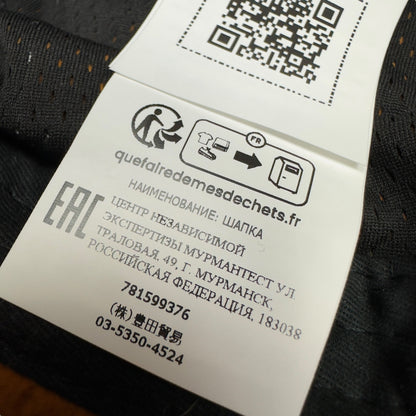 FR
quefairedemesdechets.fr
НАИМЕНОВАНИЕ: ШАПКА
EAC
ЦЕНТР НЕЗАВИСИМОЙ
ЭКСПЕРТИЗЫ МУРМАНТЕСТ УЛ
ТРАЛОВАЯ, 49, Г. МУРМАНСК,
РОССИЙСКАЯ ФЕДЕРАЦИЯ, 183038
781599376
(株)豊田貿易
03-5350-4524